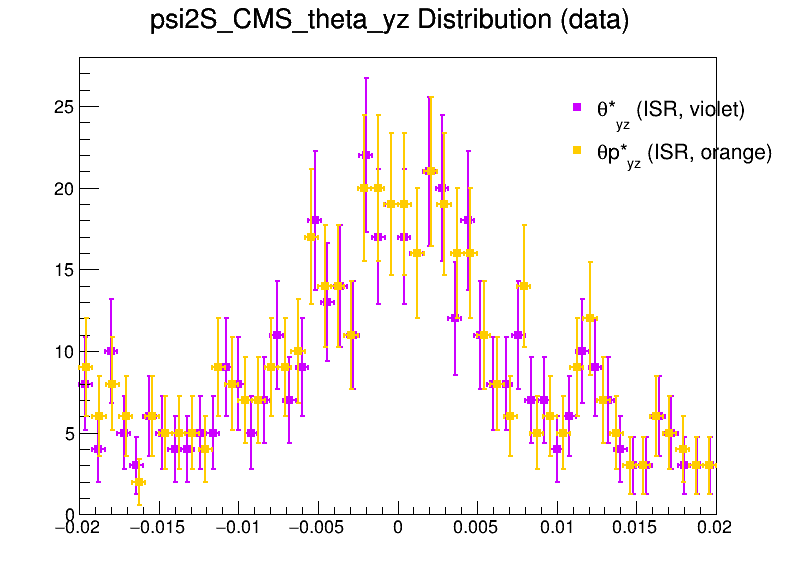 psi2S_CMS_theta_yz Distribution (data)
θ*yz (ISR, violet)
θp*yz (ISR, orange)
25
20
15
10
5
0
−0.02 −0.015 −0.01 −0.005 0 0.005 0.01 0.015 0.02